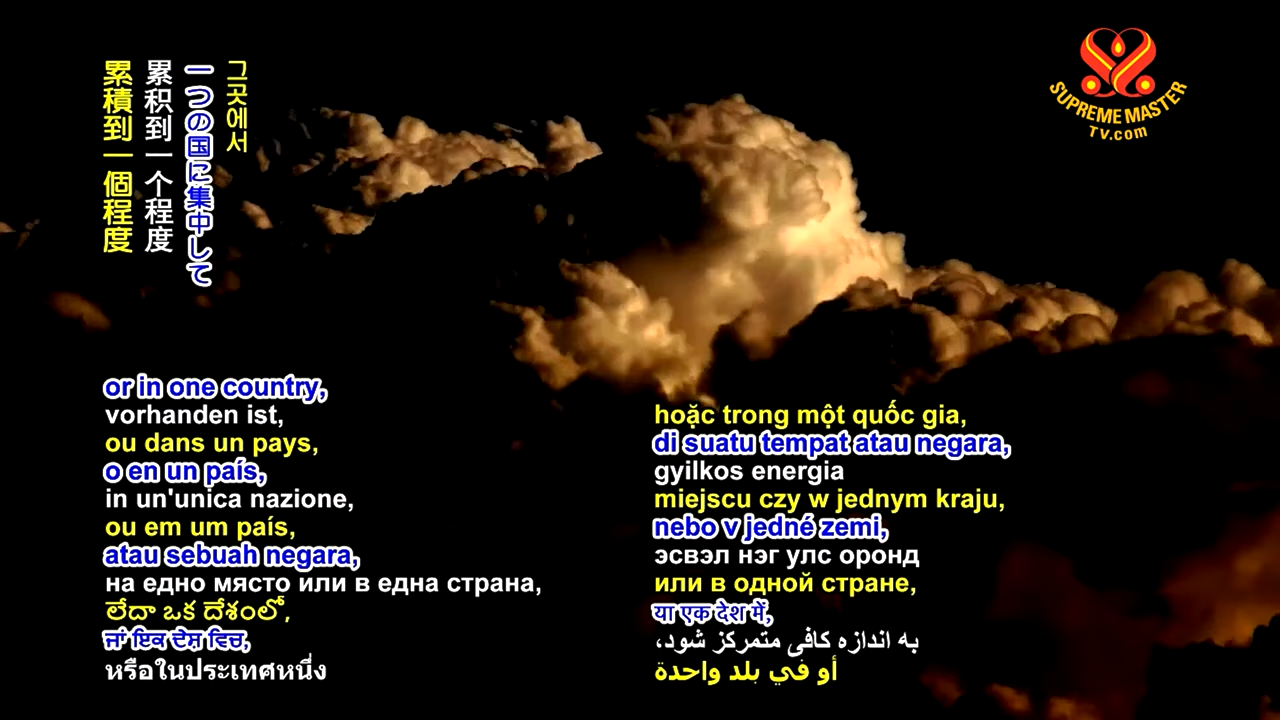 그곳에서
一つの国に集中して
累积到一个程度
累積到一個程度
SUPREME MASTER
TV.com
or in one country,
vorhanden ist,
ou dans un pays,
o en un país,
in un'unica nazione,
ou em um país,
atau sebuah negara,
на едно място или в една страна,
లేదా ఒక దేశంలో,
ਜਾਂ ਇਕ ਦੇਸ਼ ਵਿਚ,
หรือในประเทศหนึ่ง
hoặc trong một quốc gia,
di suatu tempat atau negara,
gyilkos energia
miejscu czy w jednym kraju,
nebo v jedné zemi,
эсвэл нэг улс оронд
или в одной стране,
या एक देश में,
به اندازه کافی متمرکز شود،
أو في بلد واحدة